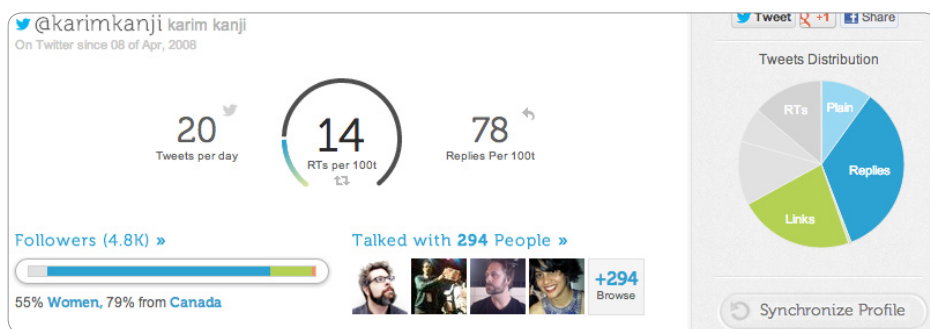 @karimkanji karim kanji
On Twitter since 08 of Apr, 2008
20
Tweets per day
14
RTs per 100t
78
Replies Per 100t
Followers (4.8K) »
55% Women, 79% from Canada
Talked with 294 People »
+294
Browse
Tweet
+1
Share
Tweets Distribution
RTs
Plain
Replies
Links
Synchronize Profile